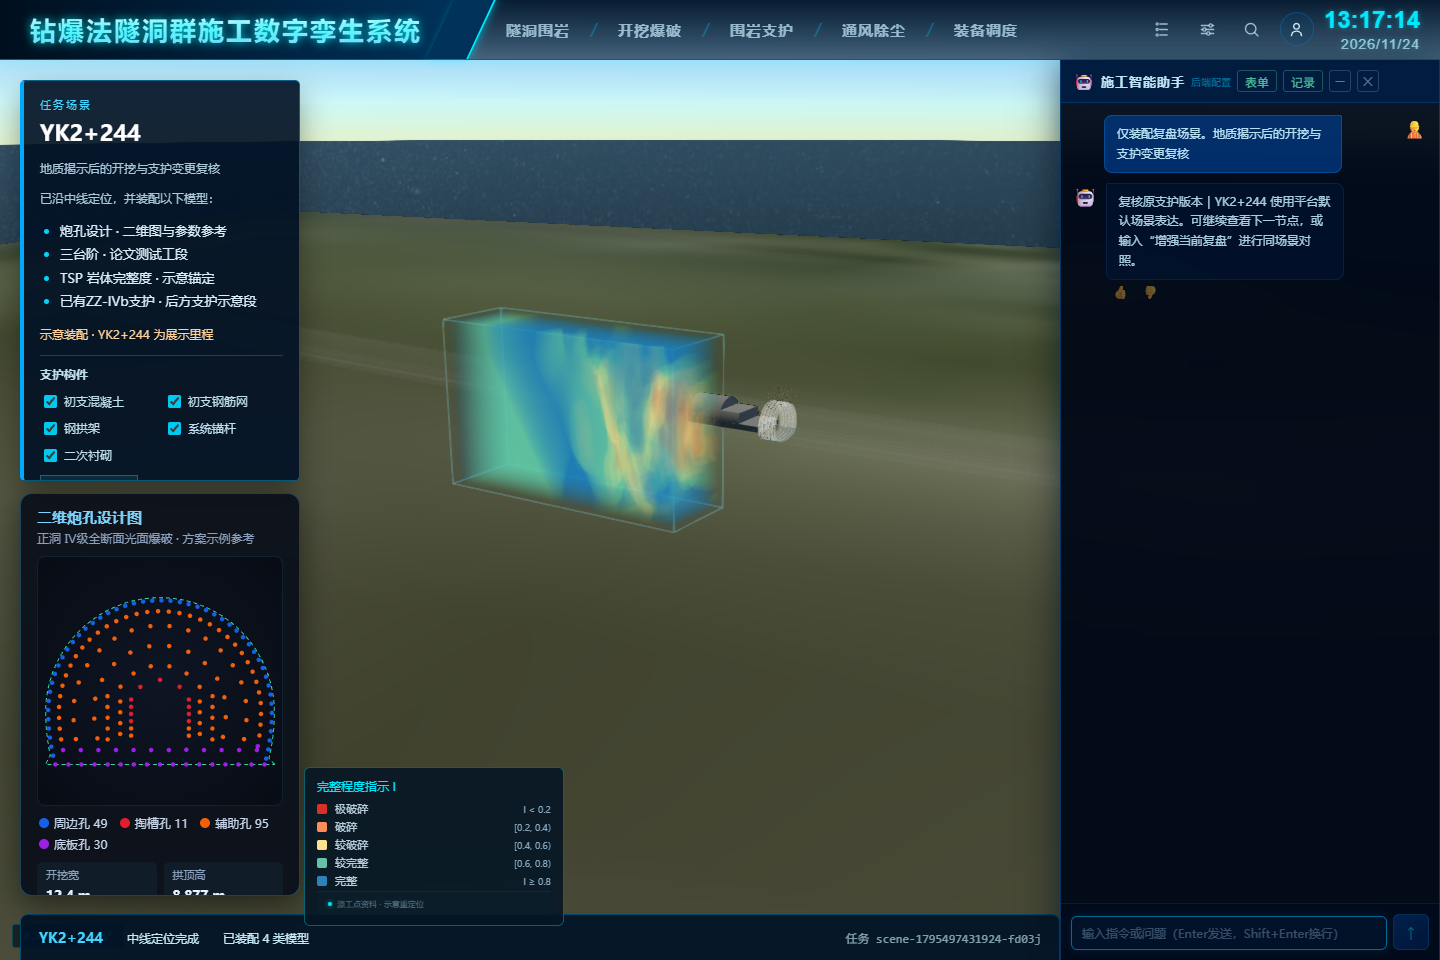 钻爆法隧洞群施工数字孪生系统
隧洞围岩 / 开挖爆破 / 围岩支护 / 通风除尘 / 装备调度
13:17:14
2026/11/24
任务场景
YK2+244
地质揭示后的开挖与支护变更复核
已沿中线定位，并装配以下模型：
炮孔设计 · 二维图与参数参考
三台阶 · 论文测试工段
TSP 岩体完整度 · 示意锚定
已有ZZ-IVb支护 · 后方支护示意段
示意装配 · YK2+244 为展示里程
支护构件
初支混凝土 初支钢筋网
钢拱架 系统锚杆
二次衬砌
二维炮孔设计图
正洞 IV级全断面光面爆破 · 方案示例参考
周边孔 49 掏槽孔 11 辅助孔 95
底板孔 30
开挖宽 拱顶高
12.4 m 8.877 m
完整程度指示 I
极破碎 I < 0.2
破碎 [0.2, 0.4)
较破碎 [0.4, 0.6)
较完整 [0.6, 0.8)
完整 I ≥ 0.8
源工点资料 · 示意重定位
YK2+244 中线定位完成 已装配 4 类模型 任务 scene-1795497431924-fd03j
施工智能助手 后端配置 表单 记录
仅装配复盘场景。地质揭示后的开挖与
支护变更复核
复核原支护版本 | YK2+244 使用平台默
认场景表达。可继续查看下一节点，或
输入“增强当前复盘”进行同场景对
照。
输入指令或问题（Enter发送，Shift+Enter换行）